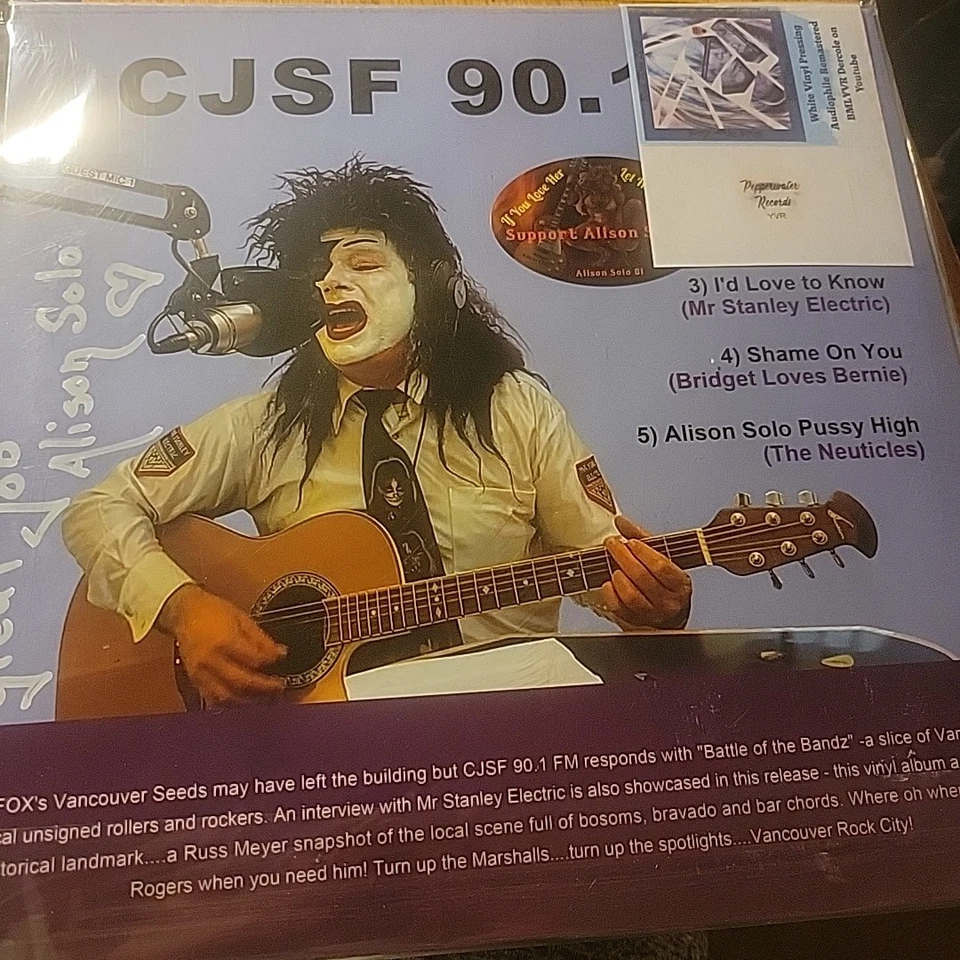 CJSF 90.1
White Vinyl Pressing
Audiophile Remastered
BMLYVR Dercole on
Youtube
Pepperwater
Records
YVR
GUEST MIC 1
If You Love Her
Let
Support Alison S
Alison Solo
3) I'd Love to Know
(Mr Stanley Electric)
4) Shame On You
(Bridget Loves Bernie)
5) Alison Solo Pussy High
(The Neuticles)
Great Job
Alison Solo
FOX's Vancouver Seeds may have left the building but CJSF 90.1 FM responds with "Battle of the Bandz" -a slice of Van
cal unsigned rollers and rockers. An interview with Mr Stanley Electric is also showcased in this release - this vinyl album a
torical landmark....a Russ Meyer snapshot of the local scene full of bosoms, bravado and bar chords. Where oh whe
Rogers when you need him! Turn up the Marshalls....turn up the spotlights....Vancouver Rock City!